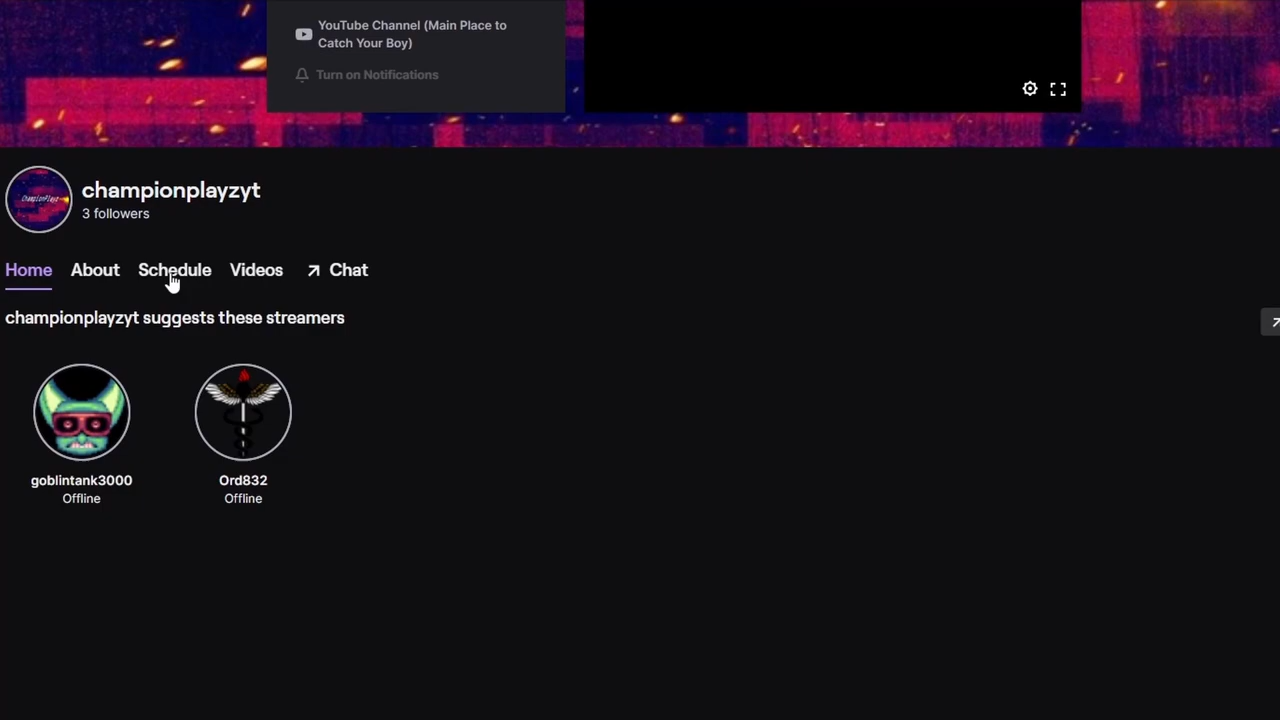 YouTube Channel (Main Place to
Catch Your Boy)
Turn on Notifications
ChampionPlayz
championplayzyt
3 followers
Home About Schedule Videos Chat
championplayzyt suggests these streamers
goblintank3000 Ord832
Offline Offline